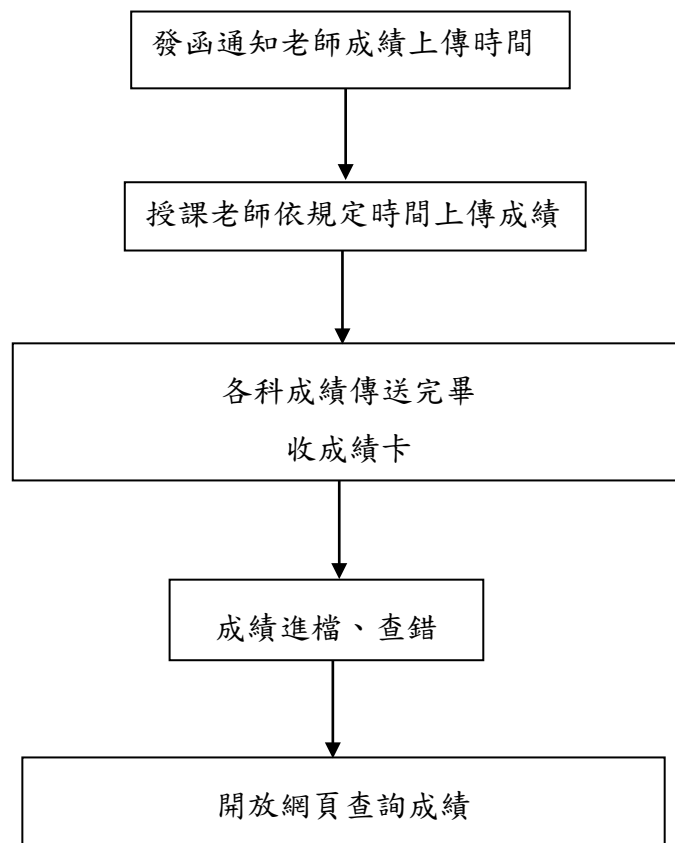 發函通知老師成績上傳時間
授課老師依規定時間上傳成績
各科成績傳送完畢
收成績卡
成績進檔、查錯
開放網頁查詢成績